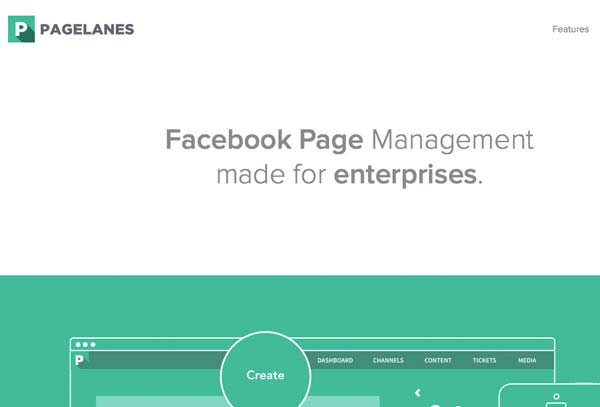 P PAGELANES
Features
Facebook Page Management
made for enterprises.
P
DASHBOARD CHANNELS CONTENT TICKETS MEDIA
Create